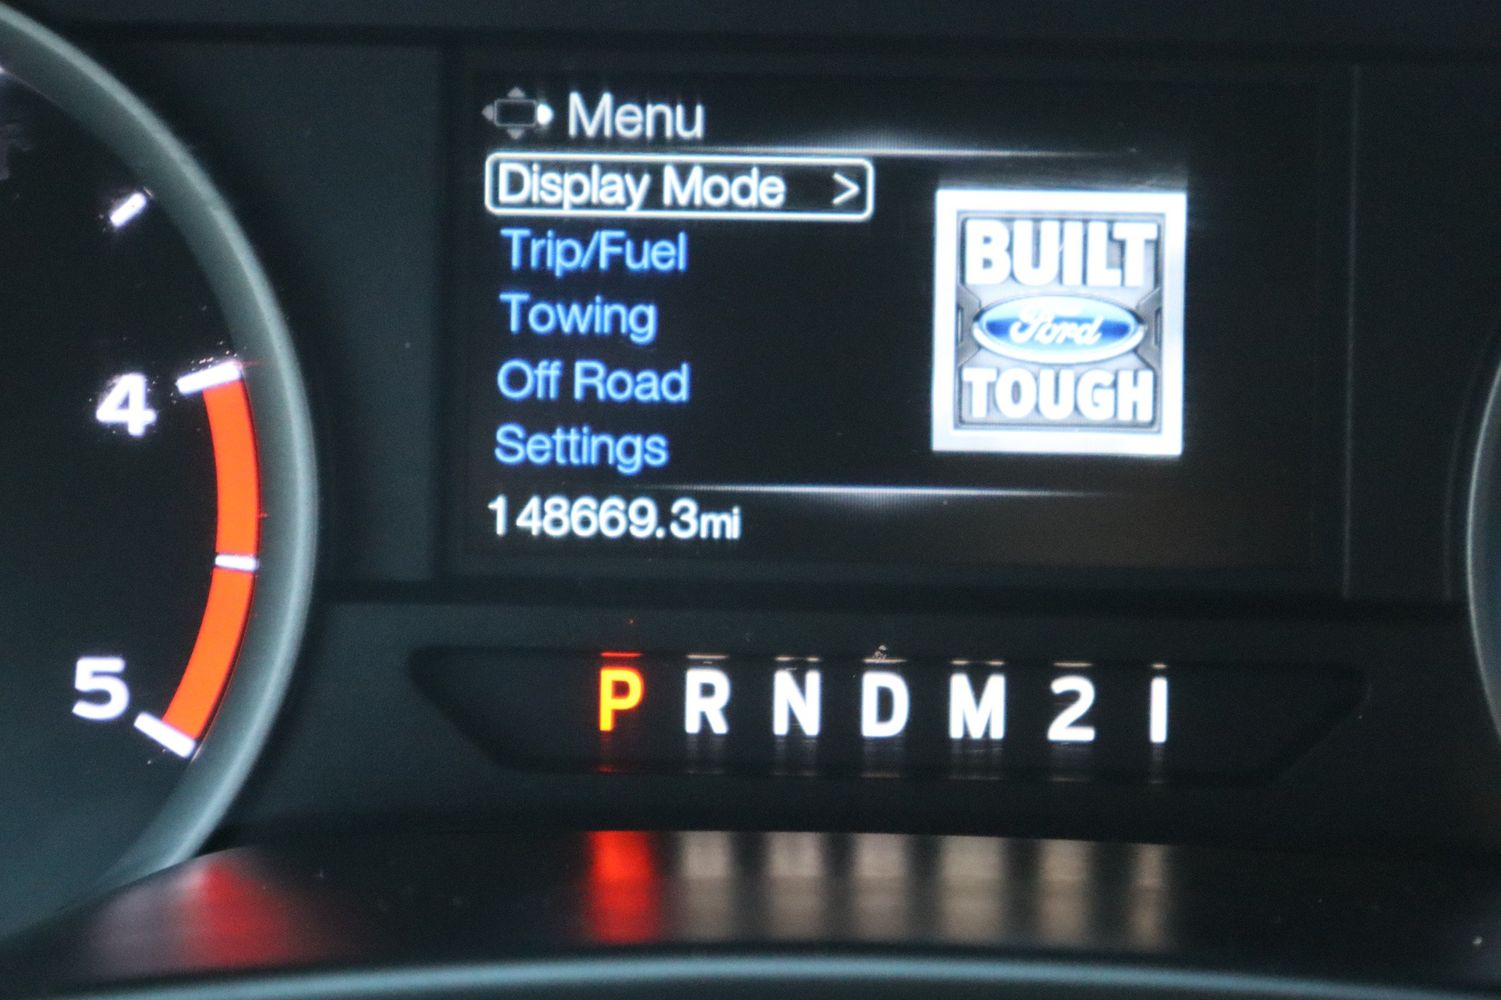 Menu
Display Mode >
Trip/Fuel
Towing
Off Road
Settings
148669.3mi
BUILT
Ford
TOUGH
4
5
P R N D M 2 1